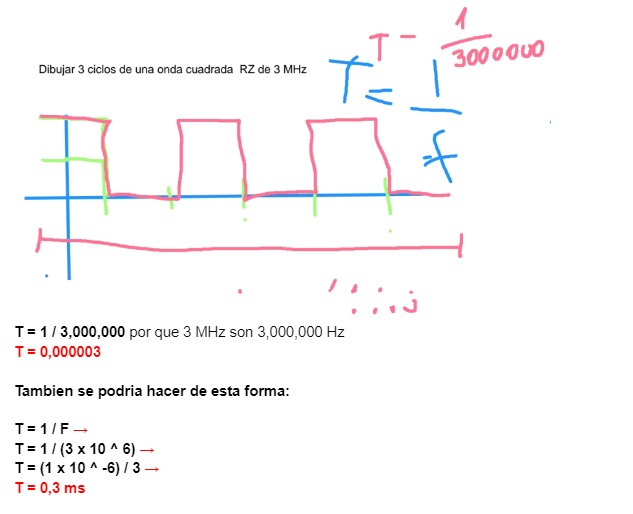 T = 1/3000000
Dibujar 3 ciclos de una onda cuadrada RZ de 3 MHz
T = 1/f
T = 1 / 3,000,000 por que 3 MHz son 3,000,000 Hz
T = 0,000003
Tambien se podria hacer de esta forma:
T = 1 / F →
T = 1 / (3 x 10 ^ 6) →
T = (1 x 10 ^ -6) / 3 →
T = 0,3 ms